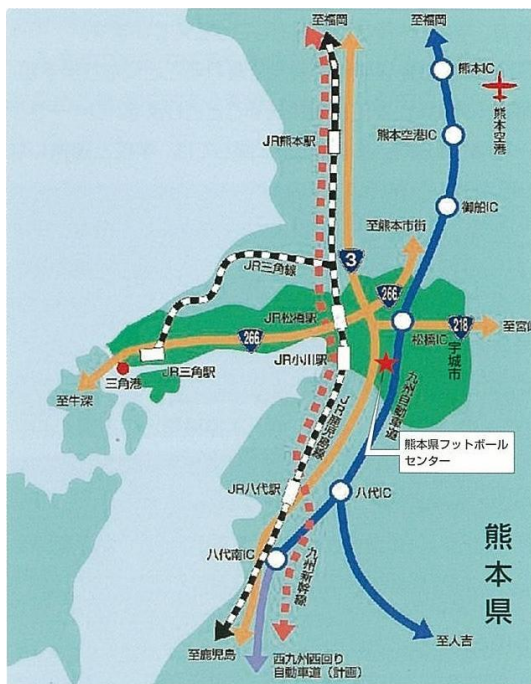 至福岡
至福岡
熊本IC
熊本空港
JR熊本駅
熊本空港IC
御船IC
至熊本市街
JR三角線
3
266
JR松橋駅
266
218
至宮崎
松橋IC
宇城市
JR三角駅
JR小川駅
三角港
至牛深
九州自動車道
JR鹿児島線
熊本県フットボール
センター
JR八代駅
八代IC
八代南IC
九州新幹線
熊本県
至鹿児島
西九州西回り
自動車道(計画)
至人吉